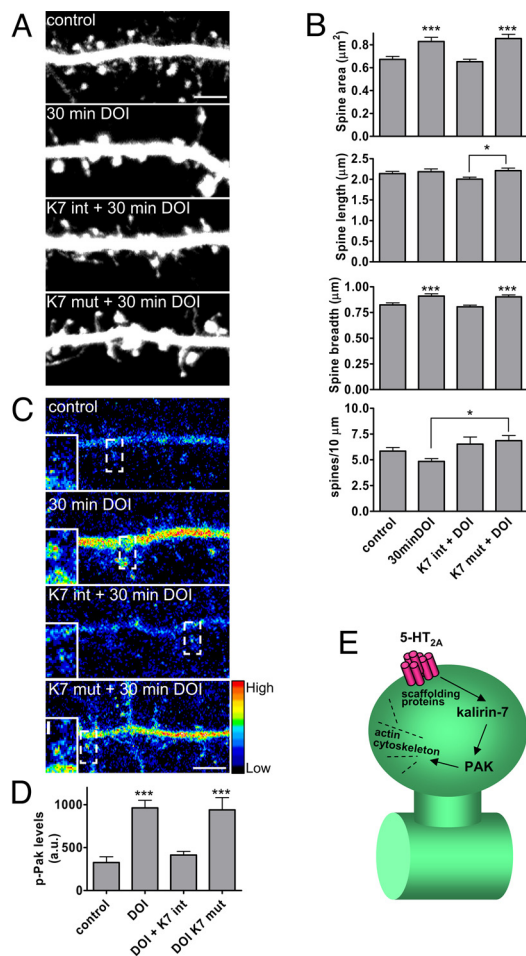 A
control
30 min DOI
K7 int + 30 min DOI
K7 mut + 30 min DOI
B
Spine area (μm²)
0.8
0.6
0.4
0.2
0
***
***
Spine length (μm)
2.5
2.0
1.5
1.0
0.5
0.0
*
Spine breadth (μm)
1.00
0.75
0.50
0.25
0.00
***
***
spines/10 μm
10.0
7.5
5.0
2.5
0.0
*
control
30minDOI
K7 int + DOI
K7 mut + DOI
C
control
30 min DOI
K7 int + 30 min DOI
K7 mut + 30 min DOI
High
Low
D
p-Pak levels
(a.u.)
1000
500
0
***
***
control
DOI
DOI + K7 int
DOI K7 mut
E
5-HT2A
scaffolding
proteins
kalirin-7
actin
cytoskeleton
PAK